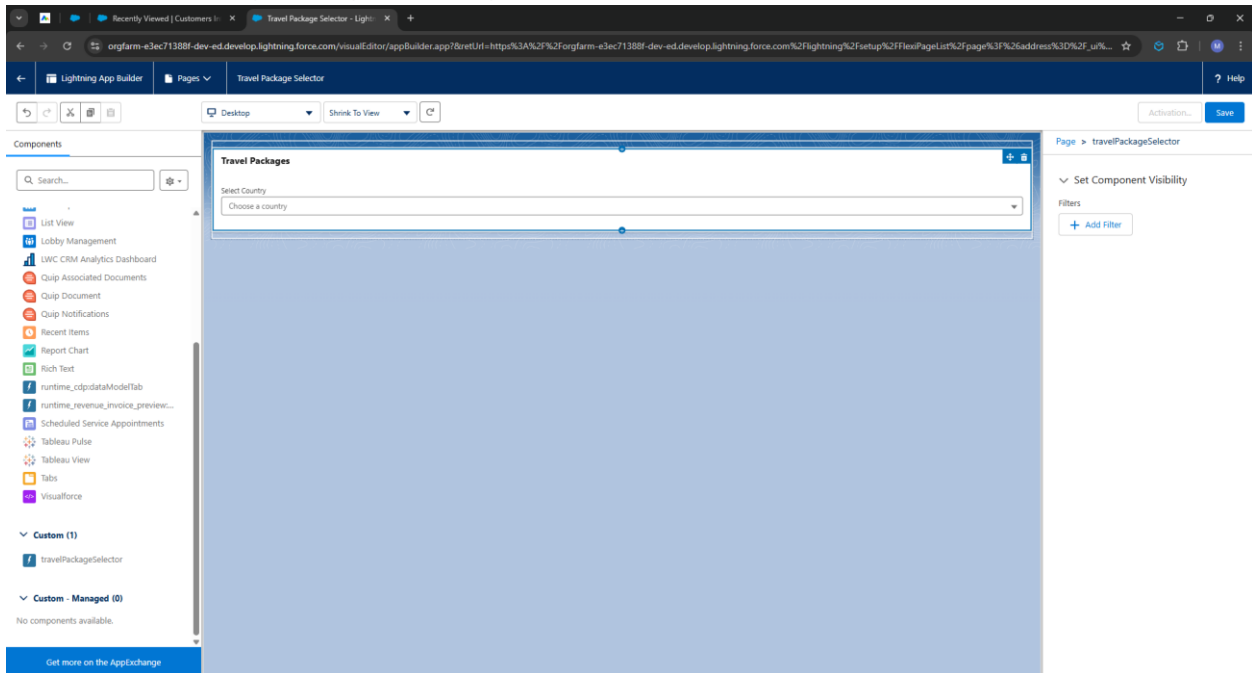 Recently Viewed | Customers In
Travel Package Selector - Light
orgfarm-e3ec71388f-dev-ed.develop.lightning.force.com/visualEditor/appBuilder.app?&retUrl=https%3A%2F%2Forgfarm-e3ec71388f-dev-ed.develop.lightning.force.com%2Flightning%2Fsetup%2FFlexiPageList%2Fpage%3F%26address%3D%2F_ui%...
M
Lightning App Builder
Pages
Travel Package Selector
? Help
Desktop
Shrink To View
Activation...
Save
Components
Search...
List View
Lobby Management
LWC CRM Analytics Dashboard
Quip Associated Documents
Quip Document
Quip Notifications
Recent Items
Report Chart
Rich Text
runtime_cdp:dataModelTab
runtime_revenue_invoice_preview:...
Scheduled Service Appointments
Tableau Pulse
Tableau View
Tabs
Visualforce
Custom (1)
travelPackageSelector
Custom - Managed (0)
No components available.
Get more on the AppExchange
Travel Packages
Select Country
Choose a country
Page > travelPackageSelector
Set Component Visibility
Filters
+ Add Filter